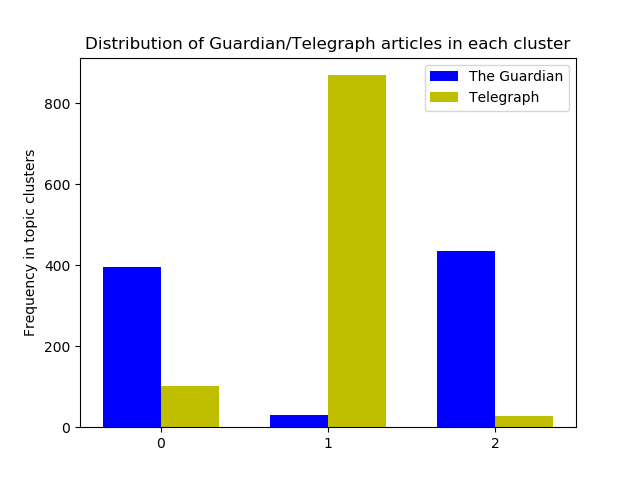 Distribution of Guardian/Telegraph articles in each cluster
The Guardian
Telegraph
Frequency in topic clusters
800
600
400
200
0
0 1 2